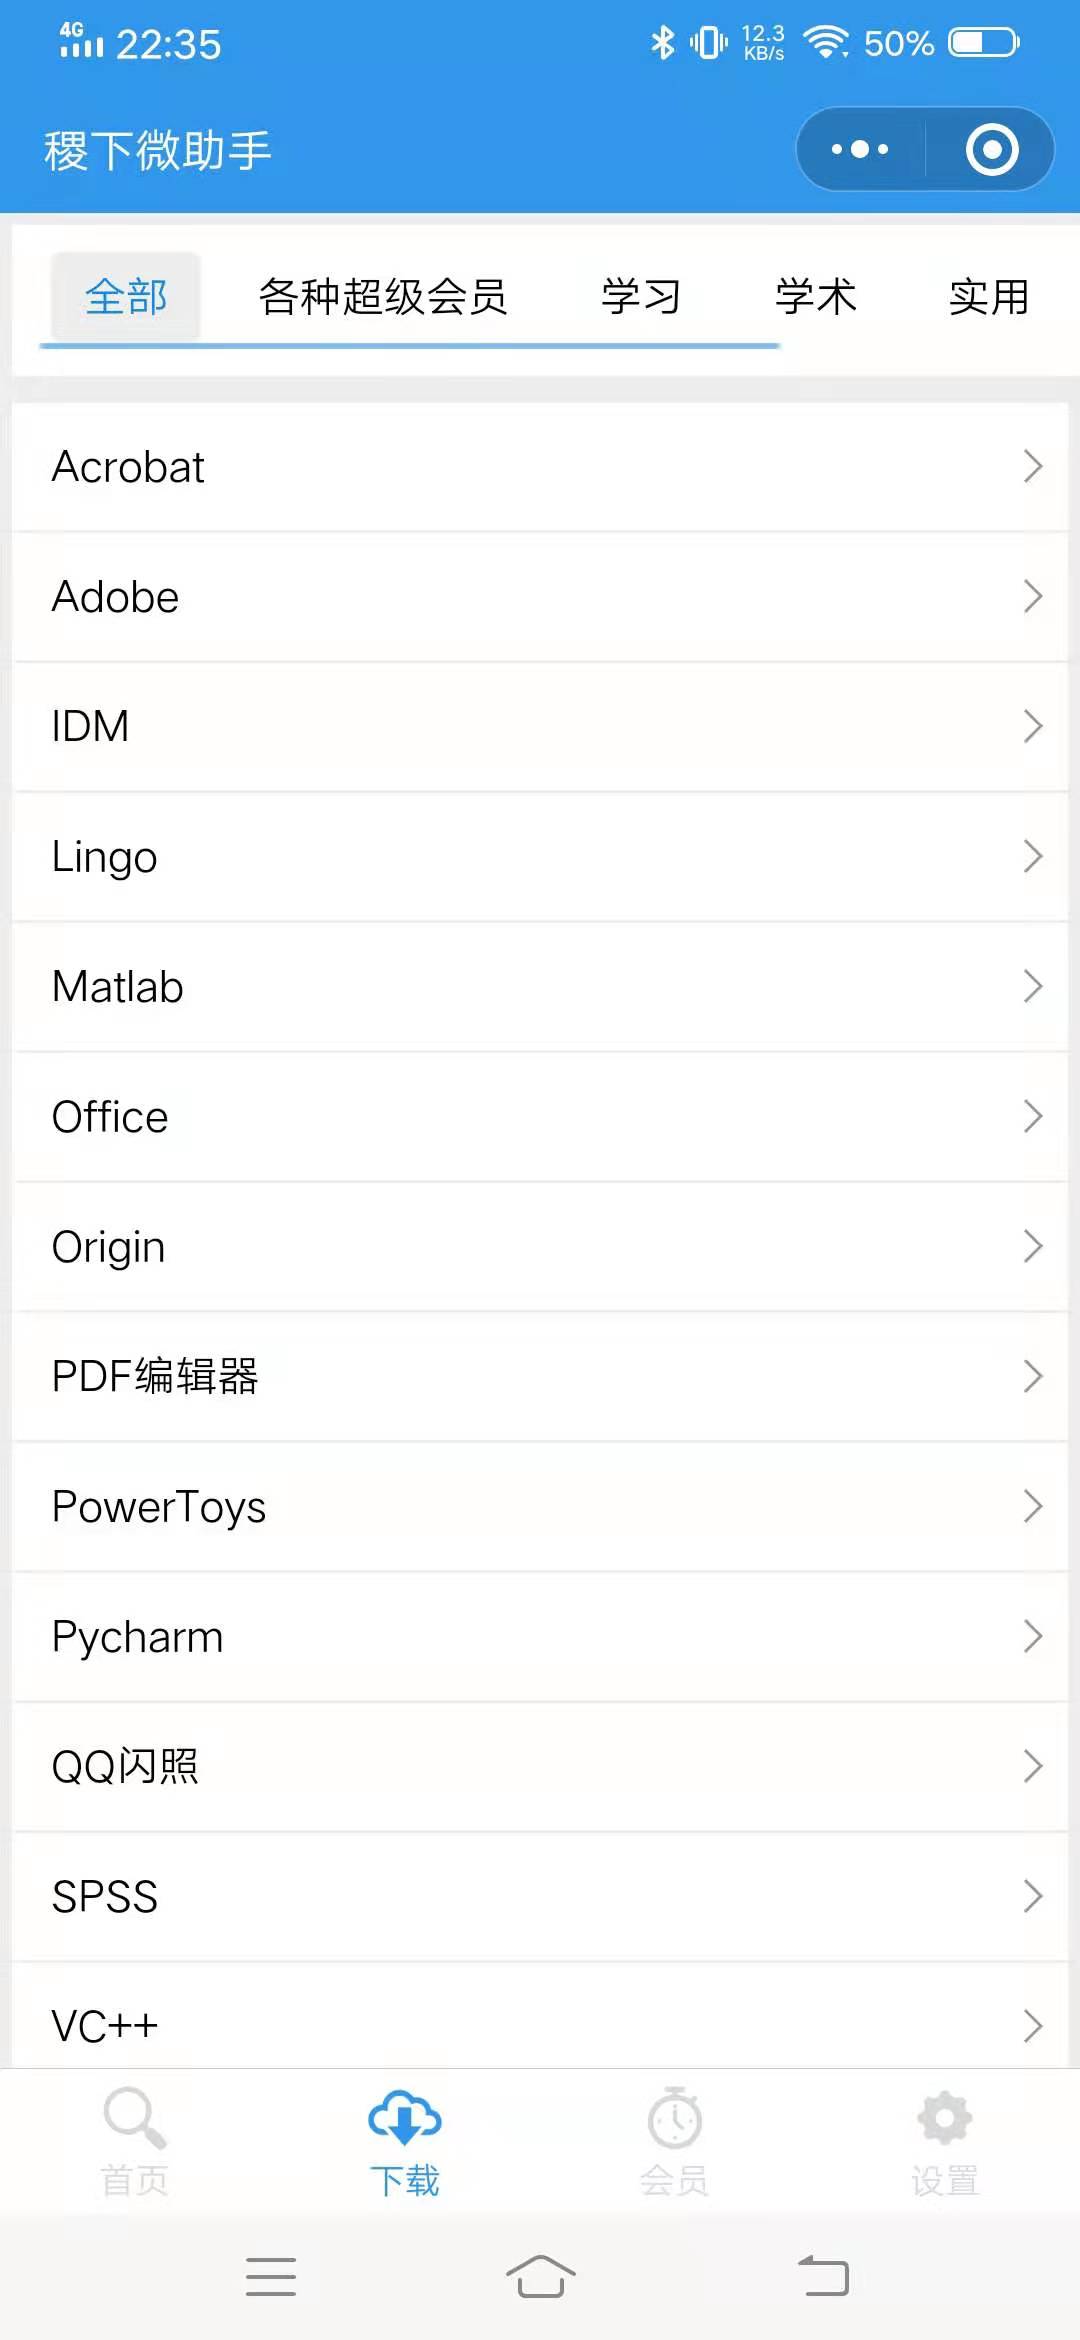 4G 22:35 12.3 KB/s 50%
稷下微助手
全部 各种超级会员 学习 学术 实用
Acrobat
Adobe
IDM
Lingo
Matlab
Office
Origin
PDF编辑器
PowerToys
Pycharm
QQ闪照
SPSS
VC++
首页 下载 会员 设置